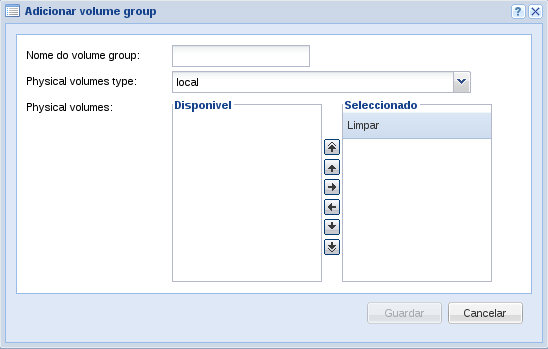 Adicionar volume group
Nome do volume group:
Physical volumes type: local
Physical volumes:
Disponivel
Seleccionado
Limpar
Guardar
Cancelar